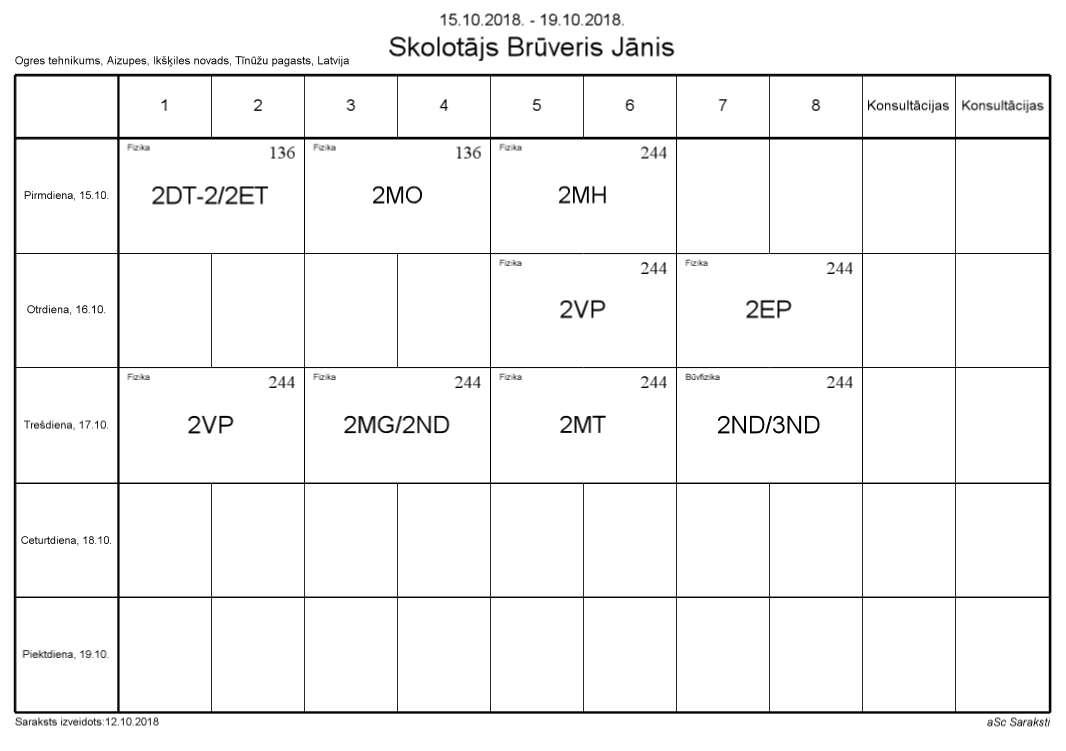 15.10.2018. - 19.10.2018.
Skolotājs Brūveris Jānis
Ogres tehnikums, Aizupes, Ikšķiles novads, Tīnūžu pagasts, Latvija
1 2 3 4 5 6 7 8 Konsultācijas Konsultācijas
Fizika 136 Fizika 136 Fizika 244
Pirmdiena, 15.10. 2DT-2/2ET 2MO 2MH
Fizika 244 Fizika 244
Otrdiena, 16.10. 2VP 2EP
Fizika 244 Fizika 244 Fizika 244 Būvfizika 244
Trešdiena, 17.10. 2VP 2MG/2ND 2MT 2ND/3ND
Ceturtdiena, 18.10.
Piektdiena, 19.10.
Saraksts izveidots:12.10.2018 aSc Saraksti